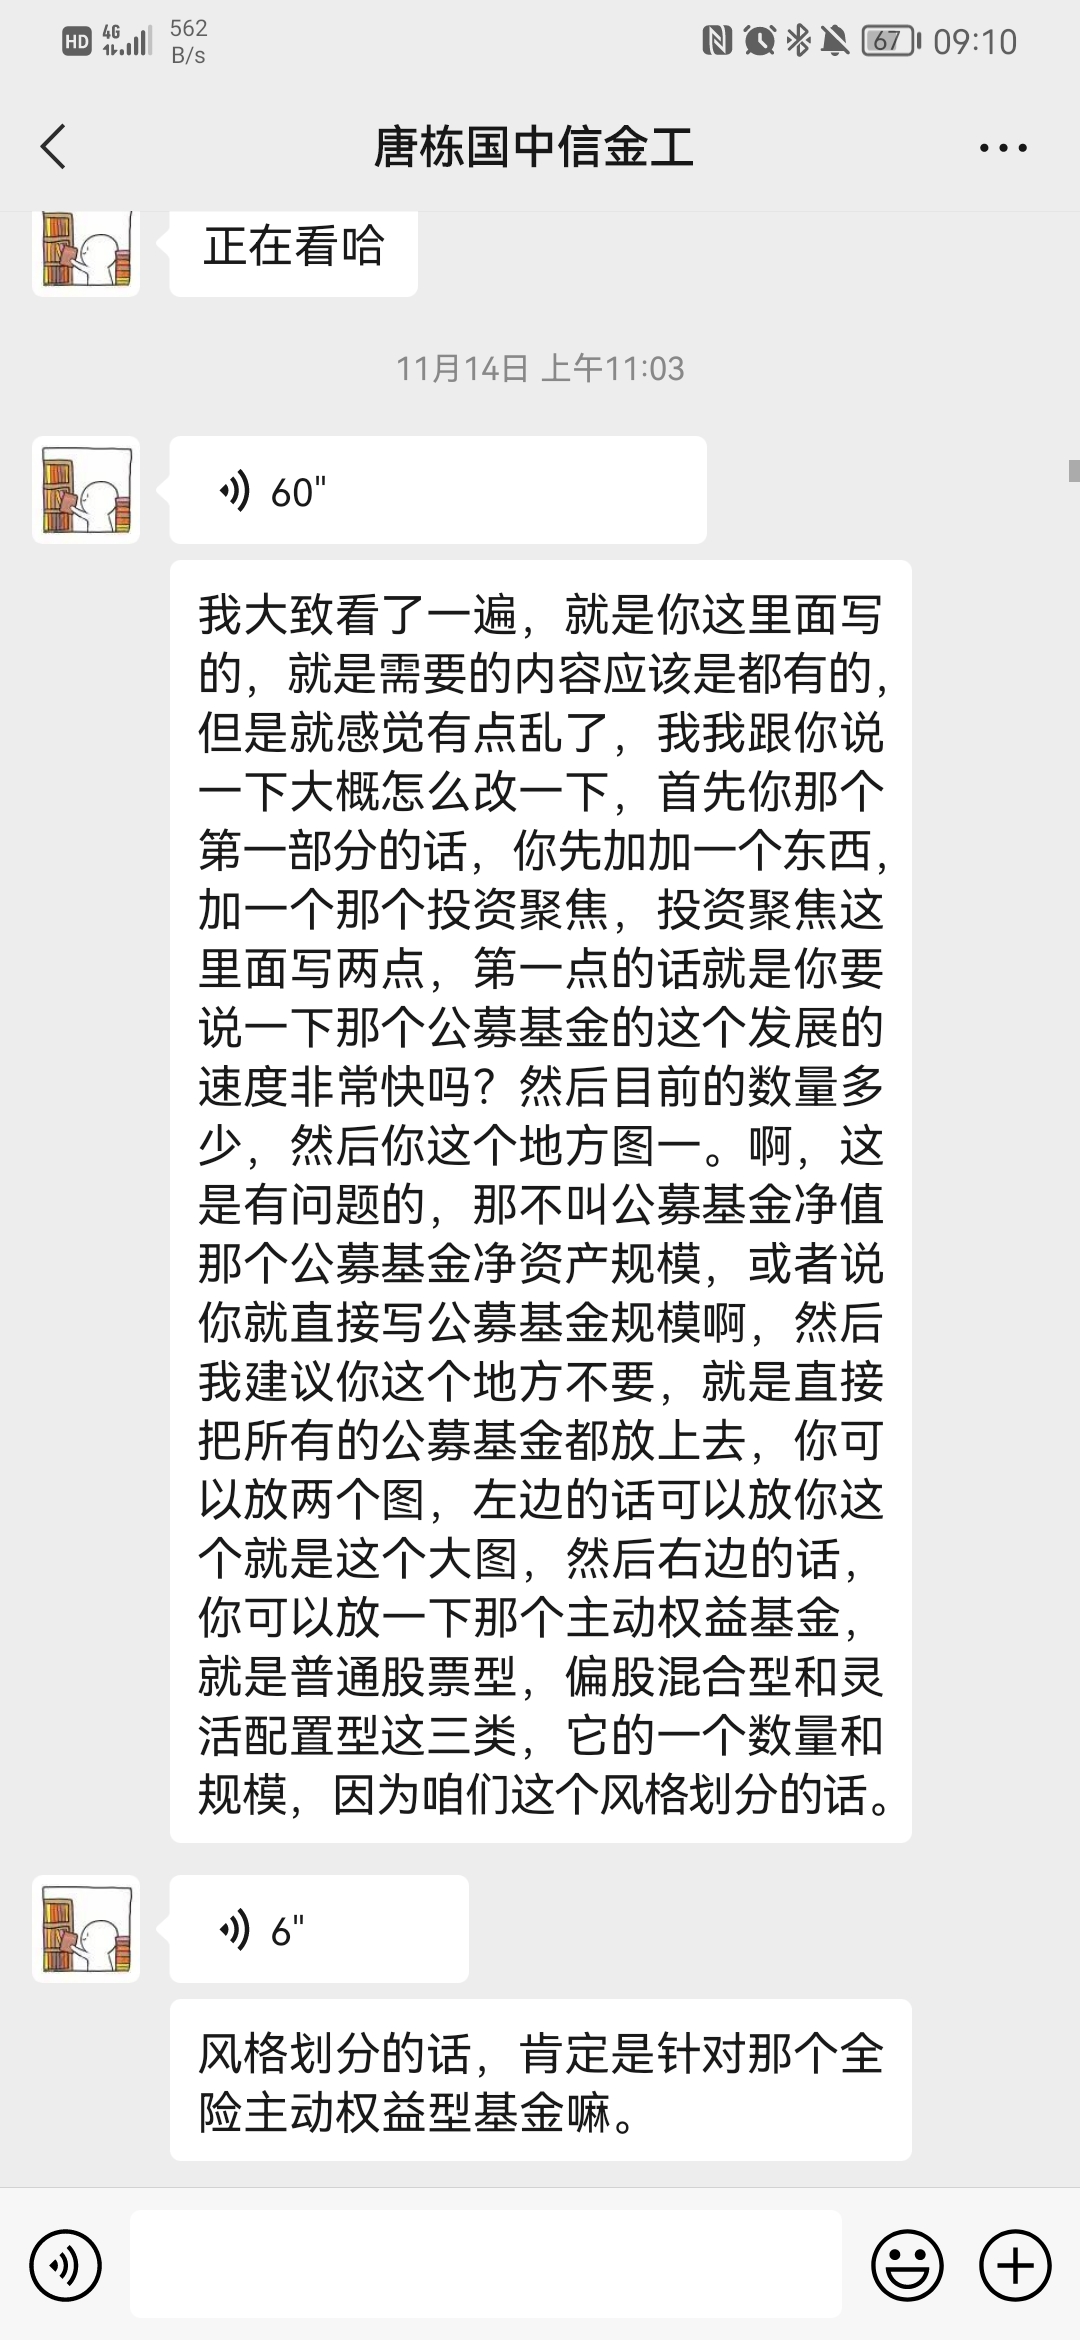 HD 4G 562 B/s 67 09:10
唐栋国中信金工
正在看哈
11月14日 上午11:03
60"
我大致看了一遍，就是你这里面写
的，就是需要的内容应该是都有的，
但是就感觉有点乱了，我我跟你说
一下大概怎么改一下，首先你那个
第一部分的话，你先加加一个东西，
加一个那个投资聚焦，投资聚焦这
里面写两点，第一点的话就是你要
说一下那个公募基金的这个发展的
速度非常快吗？然后目前的数量多
少，然后你这个地方图一。啊，这
是有问题的，那不叫公募基金净值
那个公募基金净资产规模，或者说
你就直接写公募基金规模啊，然后
我建议你这个地方不要，就是直接
把所有的公募基金都放上去，你可
以放两个图，左边的话可以放你这
个就是这个大图，然后右边的话，
你可以放一下那个主动权益基金，
就是普通股票型，偏股混合型和灵
活配置型这三类，它的一个数量和
规模，因为咱们这个风格划分的话。
6"
风格划分的话，肯定是针对那个全
险主动权益型基金嘛。